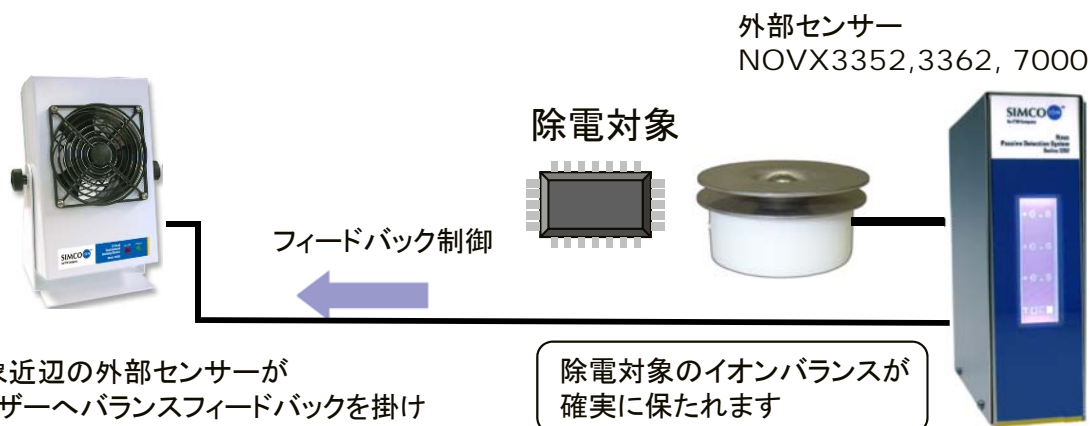 外部センサー
NOVX3352,3362, 7000
除電対象
SIMCO
フィードバック制御
SIMCO
近辺の外部センサーが
ザーへバランスフィードバックを掛け
除電対象のイオンバランスが
確実に保たれます